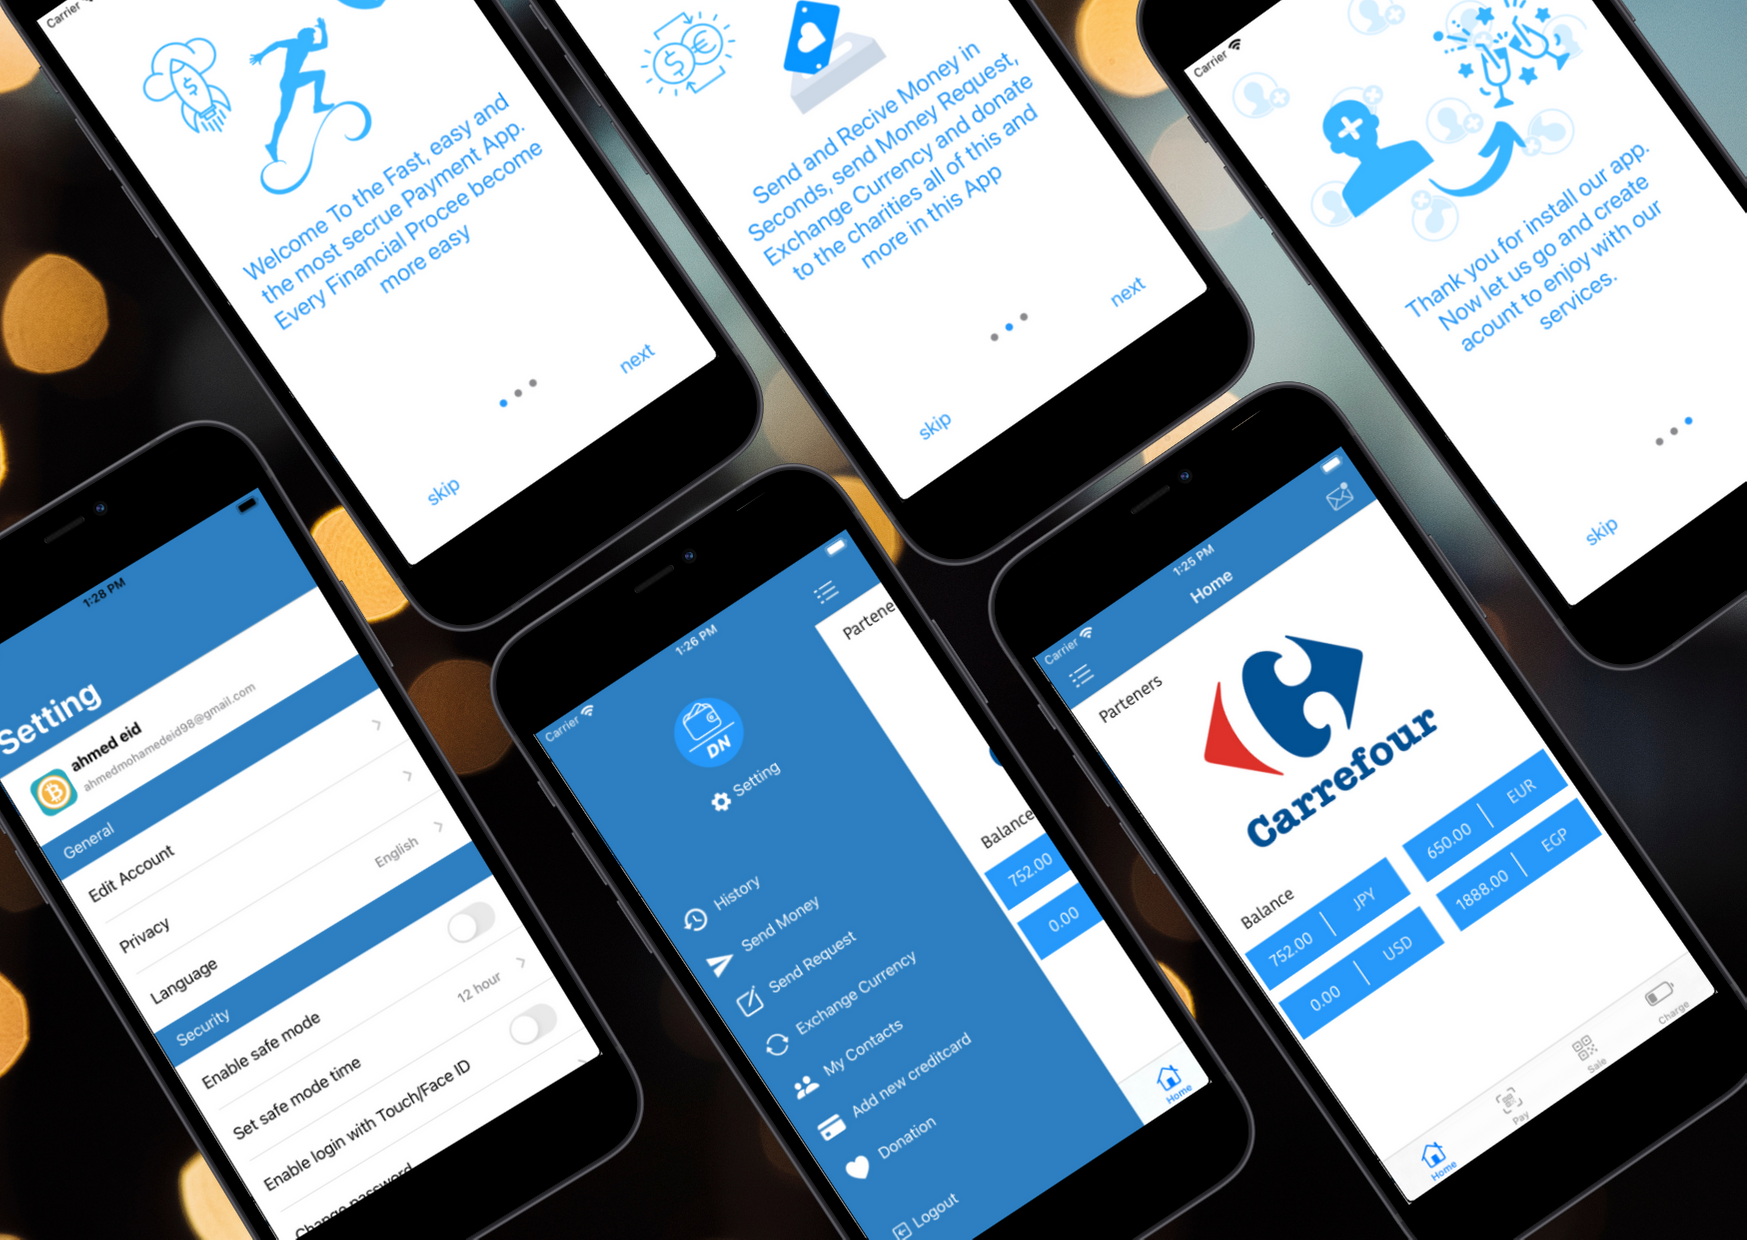 Carrier
Welcome To the Fast, easy and
the most secrue Payment App.
Every Financial Procee become
more easy
next
skip
Send and Recive Money in
Seconds, send Money Request,
Exchange Currency and donate
to the charities all of this and
more in this App
next
skip
Carrier
Thank you for install our app.
Now let us go and create
acount to enjoy with our
services.
skip
1:28 PM
Setting
ahmed eid
ahmedmohamedeid98@gmail.com
General
Edit Account
Privacy
Language
English
Security
Enable safe mode
Set safe mode time
12 hour
Enable login with Touch/Face ID
Change password
Carrier
1:26 PM
DN
Setting
History
Send Money
Send Request
Exchange Currency
My Contacts
Add new creditcard
Donation
Logout
Partene
Balance
752.00
0.00
Home
Carrier
1:25 PM
Home
Parteners
Carrefour
Balance
752.00 JPY
650.00 EUR
0.00 USD
1888.00 EGP
Home
Pay
Sale
Charge